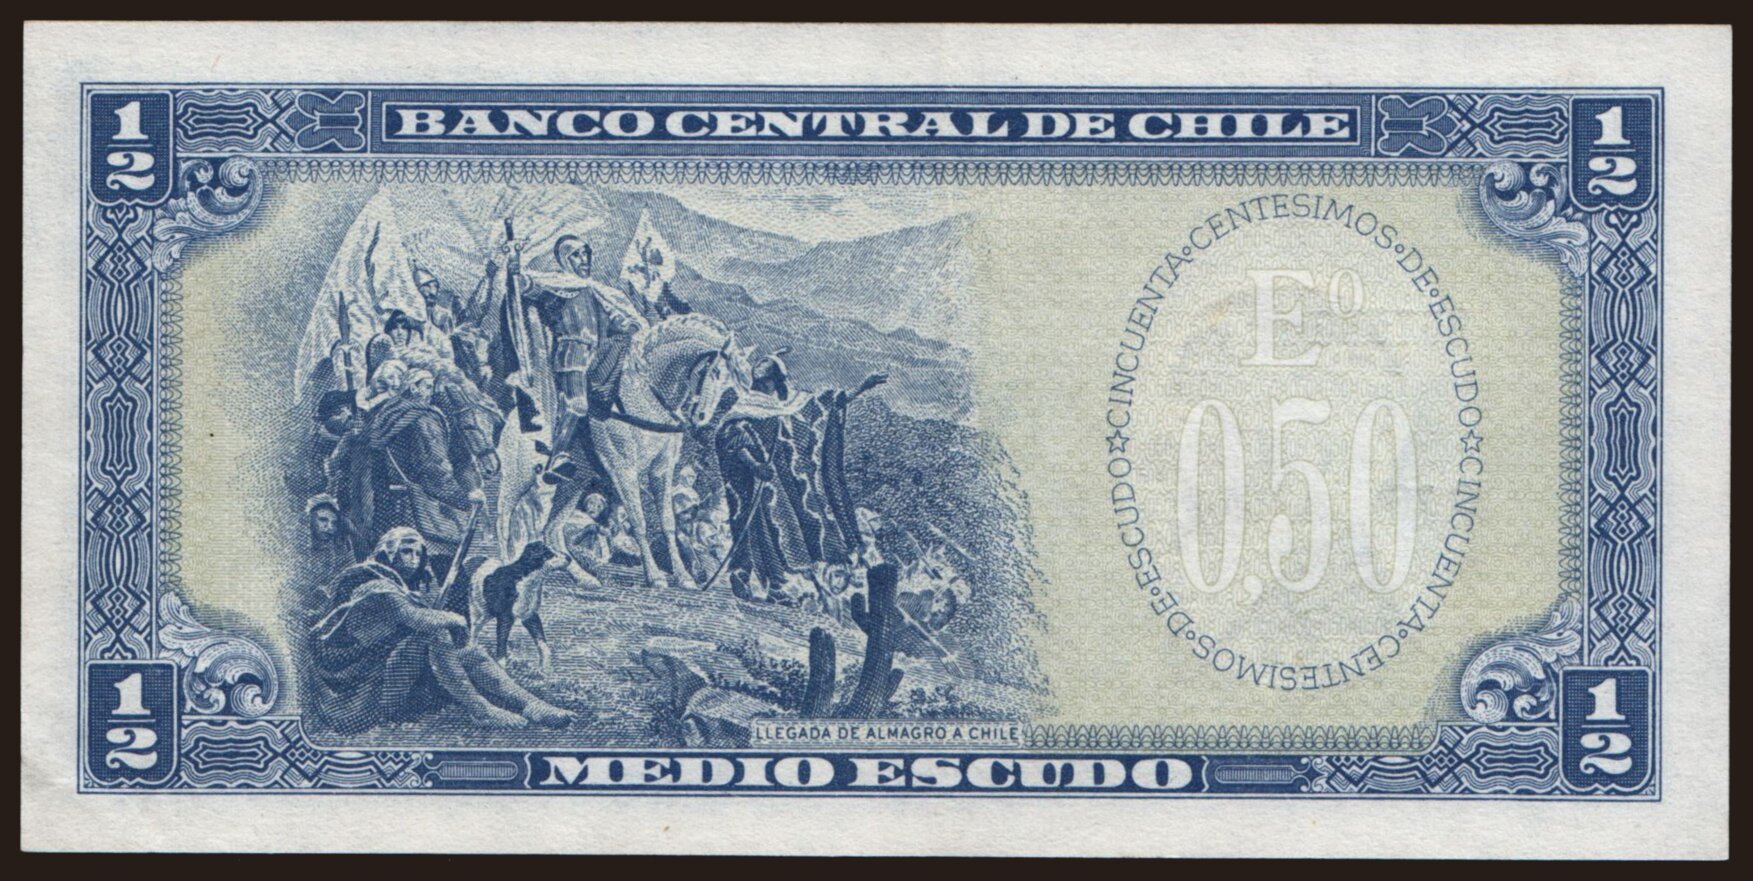 1/2
BANCO CENTRAL DE CHILE
1/2
CINCUENTA CENTESIMOS DE ESCUDO ☆ CINCUENTA CENTESIMOS DE ESCUDO ☆
Eº
0,50
LLEGADA DE ALMAGRO A CHILE
1/2
MEDIO ESCUDO
1/2